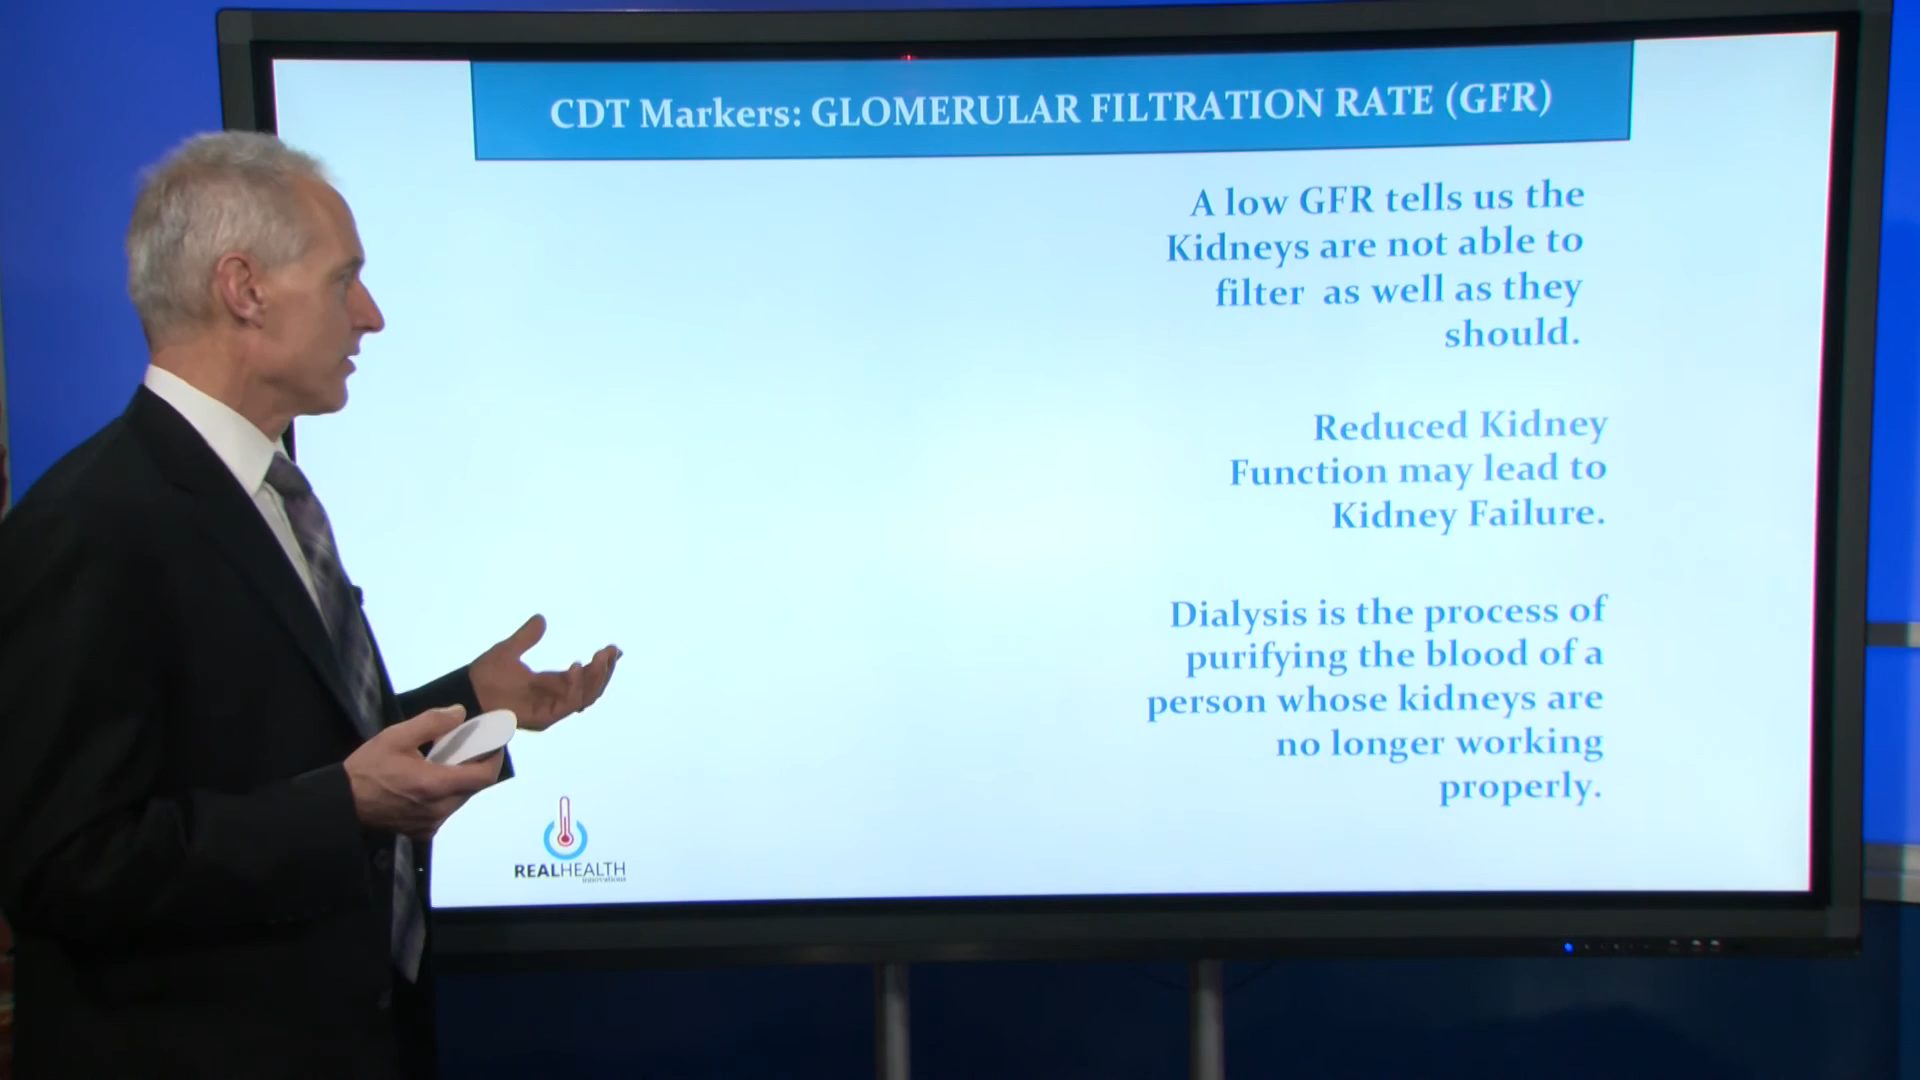 CDT Markers: GLOMERULAR FILTRATION RATE (GFR)
A low GFR tells us the
Kidneys are not able to
filter as well as they
should.
Reduced Kidney
Function may lead to
Kidney Failure.
Dialysis is the process of
purifying the blood of a
person whose kidneys are
no longer working
properly.
REALHEALTH
innovations